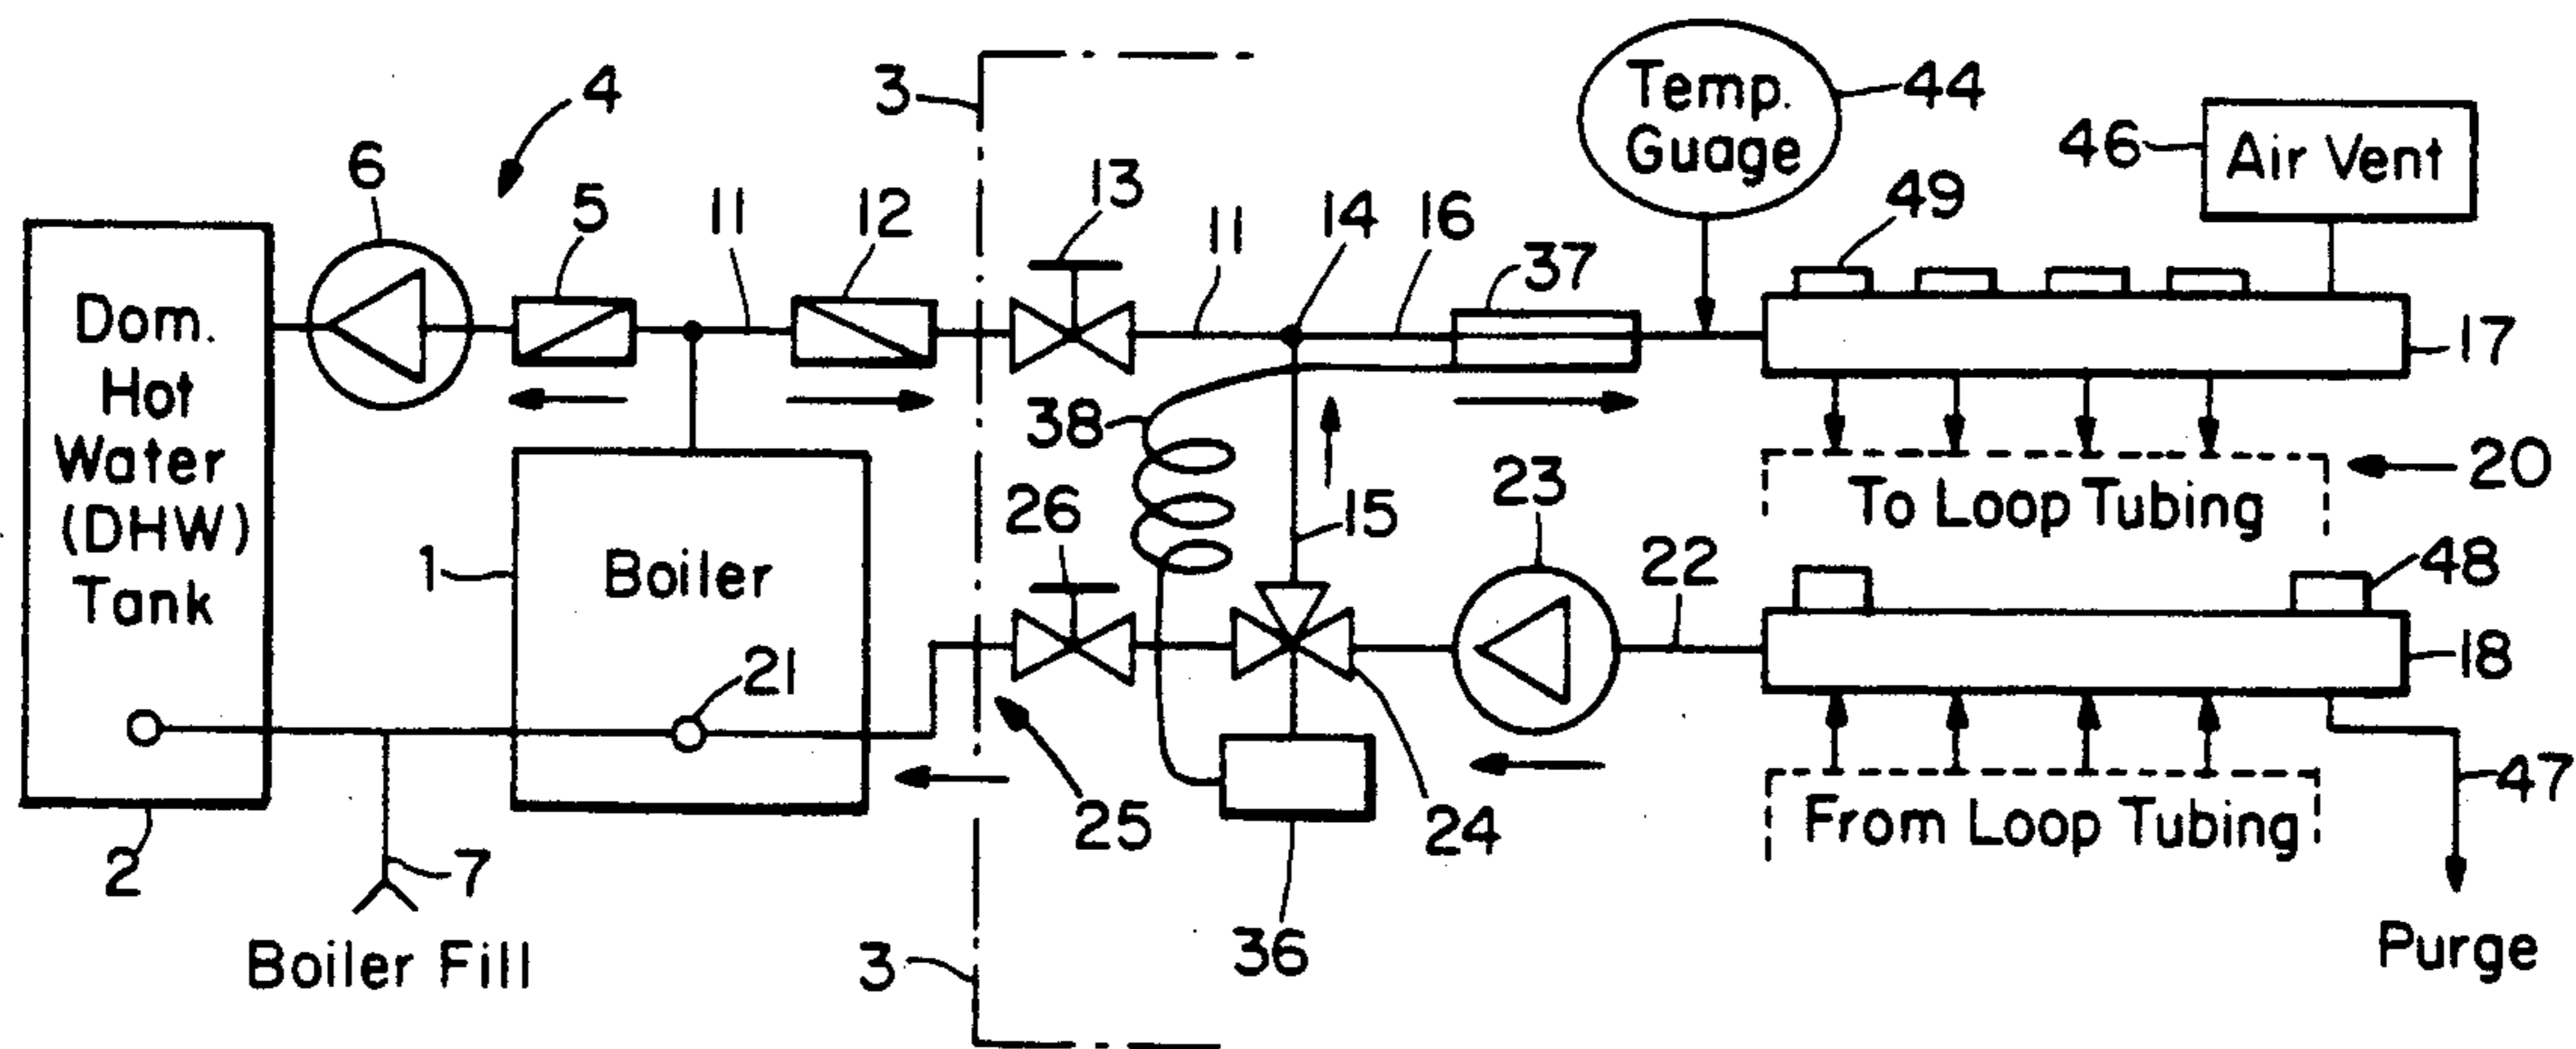 4
3
Temp.
Guage
44
46
Air Vent
6
5
11
12
13
11
14
16
37
49
Dom.
Hot
Water
(DHW)
Tank
17
38
20
To Loop Tubing
26
15
23
22
48
1
Boiler
21
18
47
25
24
From Loop Tubing
2
7
36
Boiler Fill
3
Purge